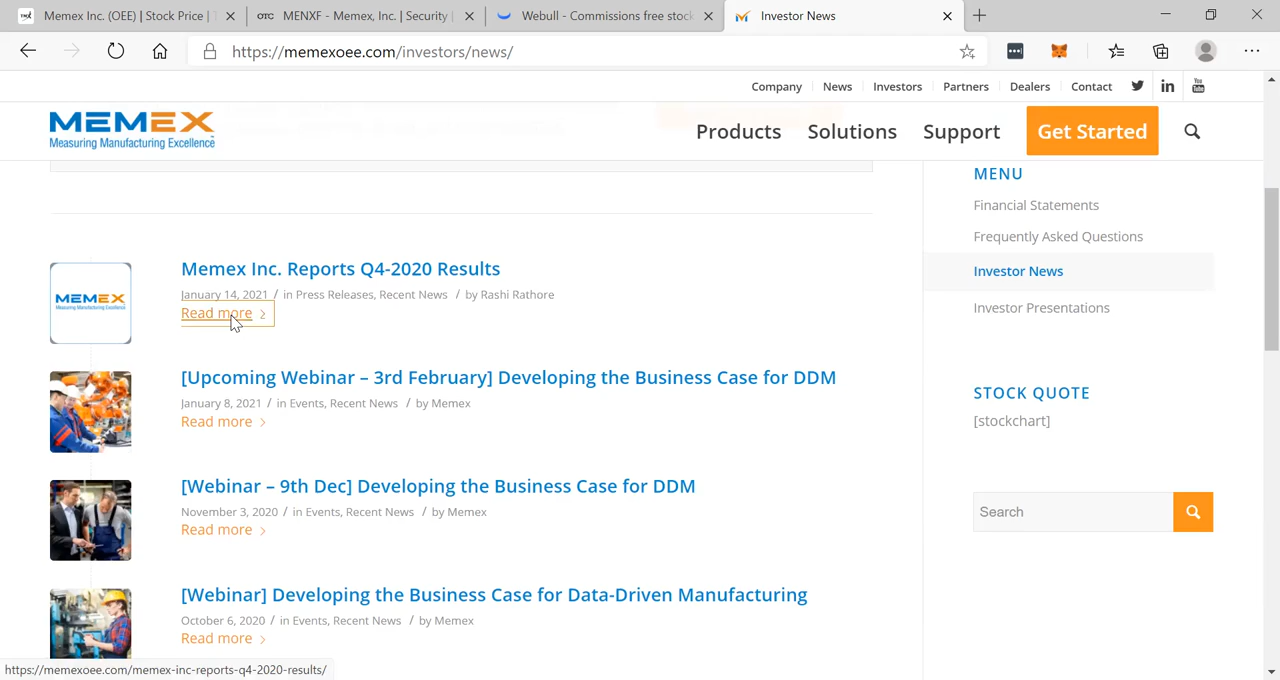 Memex Inc. (OEE) | Stock Price |
MENXF - Memex, Inc. | Security
Webull - Commissions free stock
Investor News
https://memexoee.com/investors/news/
Company News Investors Partners Dealers Contact
MEMEX
Measuring Manufacturing Excellence
Products Solutions Support Get Started
MENU
Financial Statements
Frequently Asked Questions
Investor News
Investor Presentations
STOCK QUOTE
[stockchart]
Search
MEMEX
Measuring Manufacturing Excellence
Memex Inc. Reports Q4-2020 Results
January 14, 2021 / in Press Releases, Recent News / by Rashi Rathore
Read more
[Upcoming Webinar – 3rd February] Developing the Business Case for DDM
January 8, 2021 / in Events, Recent News / by Memex
Read more
[Webinar – 9th Dec] Developing the Business Case for DDM
November 3, 2020 / in Events, Recent News / by Memex
Read more
[Webinar] Developing the Business Case for Data-Driven Manufacturing
October 6, 2020 / in Events, Recent News / by Memex
Read more
https://memexoee.com/memex-inc-reports-q4-2020-results/